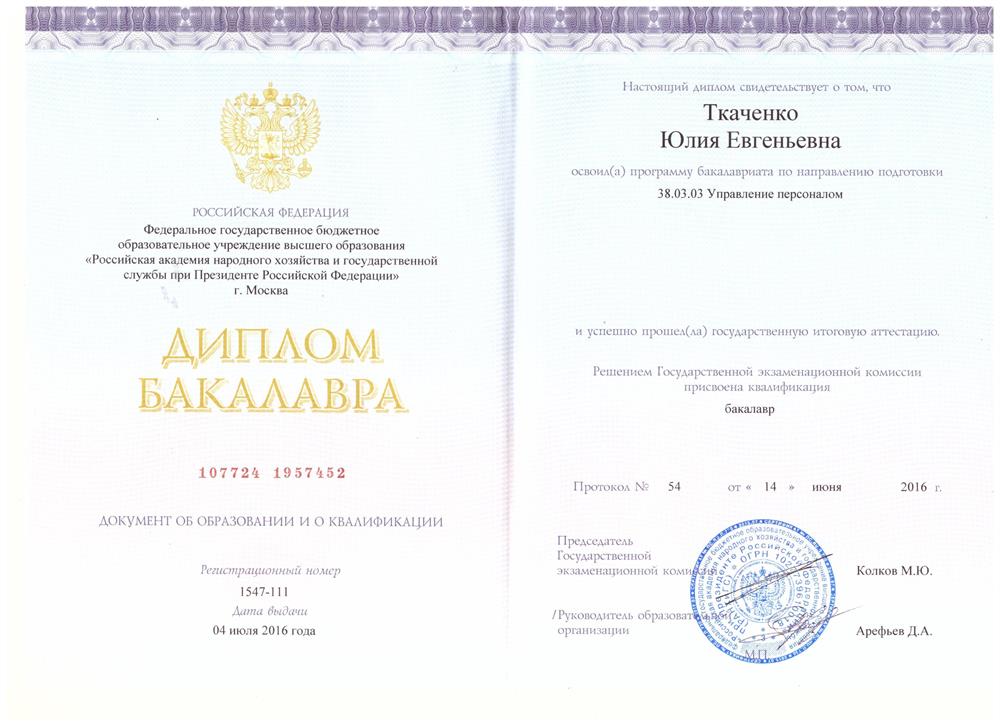 РОССИЙСКАЯ ФЕДЕРАЦИЯ
Федеральное государственное бюджетное
образовательное учреждение высшего образования
«Российская академия народного хозяйства и государственной
службы при Президенте Российской Федерации»
г. Москва
ДИПЛОМ
БАКАЛАВРА
107724 1957452
ДОКУМЕНТ ОБ ОБРАЗОВАНИИ И О КВАЛИФИКАЦИИ
Регистрационный номер
1547-111
Дата выдачи
04 июля 2016 года
Настоящий диплом свидетельствует о том, что
Ткаченко
Юлия Евгеньевна
освоил(а) программу бакалавриата по направлению подготовки
38.03.03 Управление персоналом
и успешно прошел(ла) государственную итоговую аттестацию.
Решением Государственной экзаменационной комиссии
присвоена квалификация
бакалавр
Протокол № 54 от « 14 » июня 2016 г.
Председатель
Государственной
экзаменационной комиссии
Колков М.Ю.
/Руководитель образовательной
организации
Арефьев Д.А.
М.П.